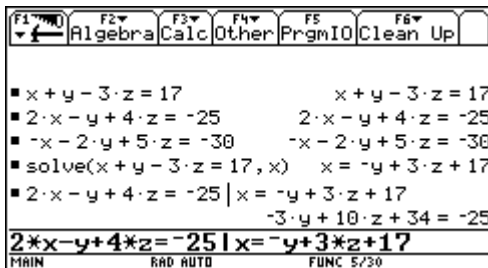 F1 F2 Algebra F3 Calc F4 Other F5 PrgmIO F6 Clean Up
▪ x + y − 3·z = 17 x + y − 3·z = 17
▪ 2·x − y + 4·z = ⁻25 2·x − y + 4·z = ⁻25
▪ ⁻x − 2·y + 5·z = ⁻30 ⁻x − 2·y + 5·z = ⁻30
▪ solve(x + y − 3·z = 17, x) x = ⁻y + 3·z + 17
▪ 2·x − y + 4·z = ⁻25 | x = ⁻y + 3·z + 17
⁻3·y + 10·z + 34 = ⁻25
2*x-y+4*z=⁻25|x=⁻y+3*z+17
MAIN RAD AUTO FUNC 5/30